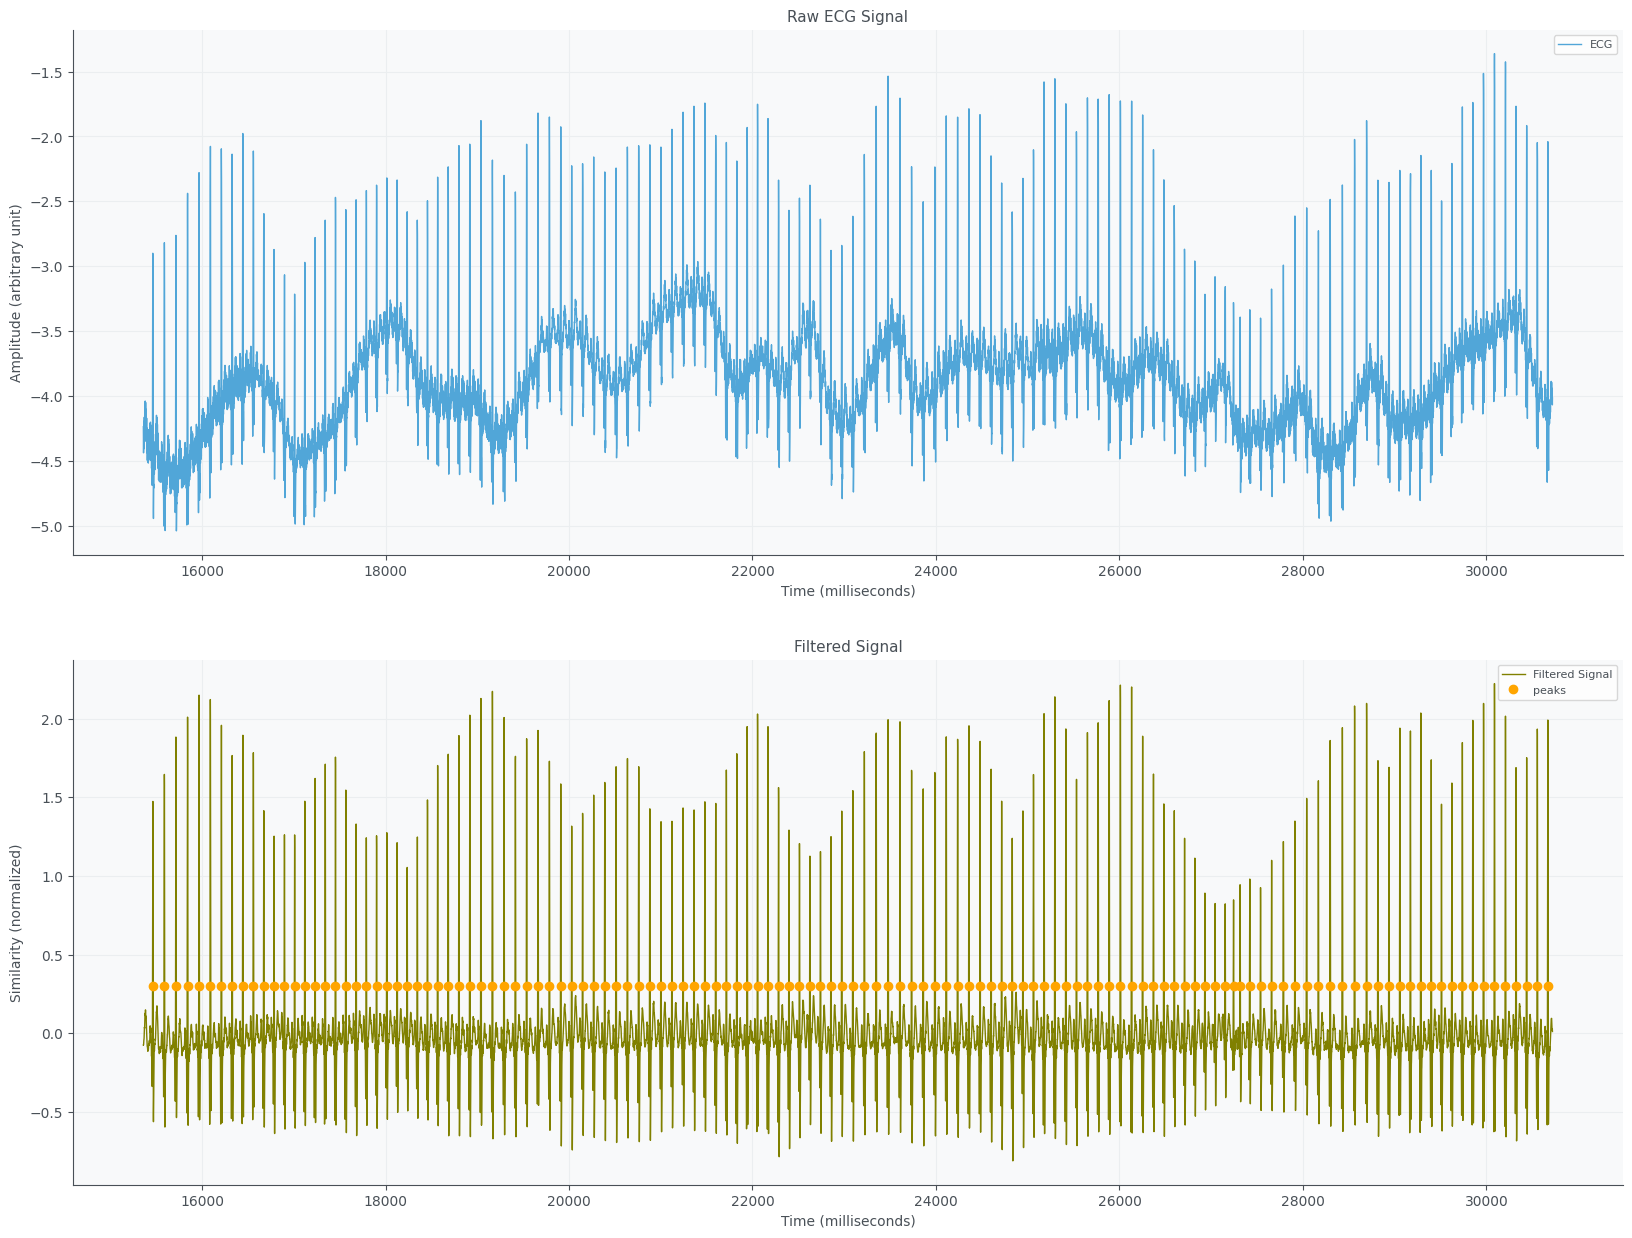 Raw ECG Signal
ECG
Amplitude (arbitrary unit)
−1.5
−2.0
−2.5
−3.0
−3.5
−4.0
−4.5
−5.0
16000 18000 20000 22000 24000 26000 28000 30000
Time (milliseconds)
Filtered Signal
Filtered Signal
peaks
Similarity (normalized)
2.0
1.5
1.0
0.5
0.0
−0.5
16000 18000 20000 22000 24000 26000 28000 30000
Time (milliseconds)